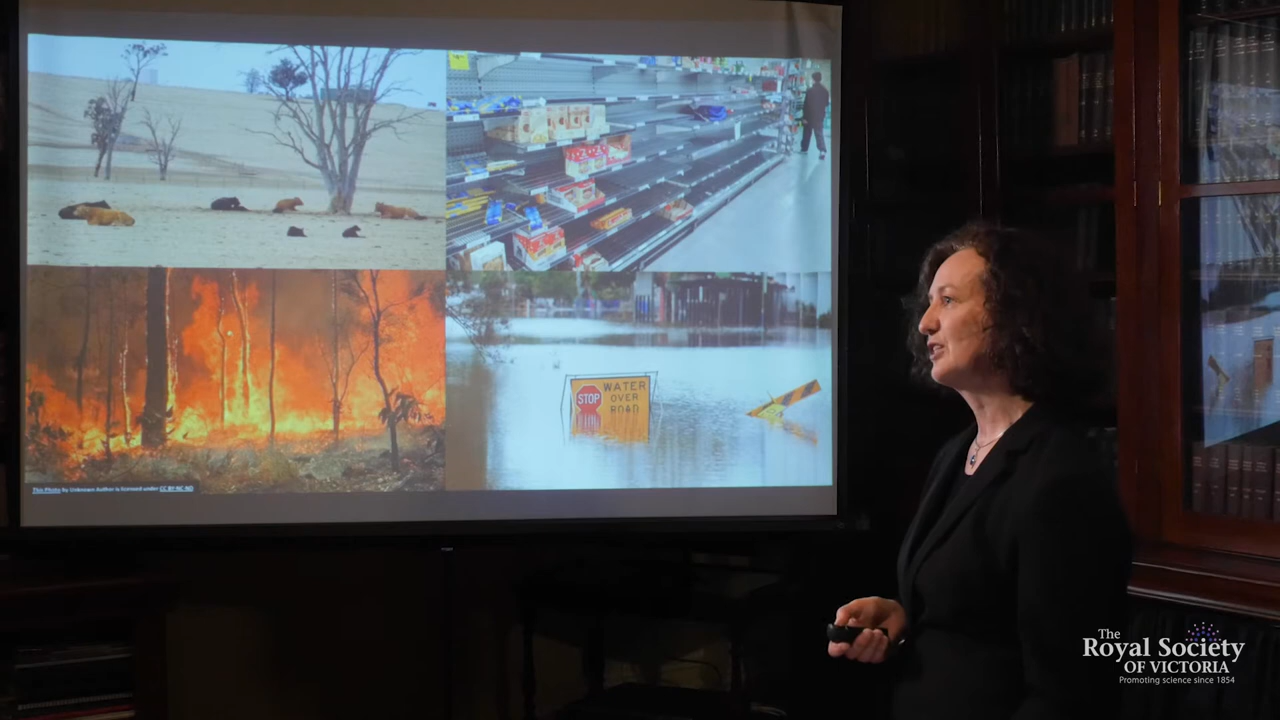 STOP
WATER
OVER
ROAD
This Photo by Unknown Author is licensed under CC BY-NC-ND
The
Royal Society
OF VICTORIA
Promoting science since 1854